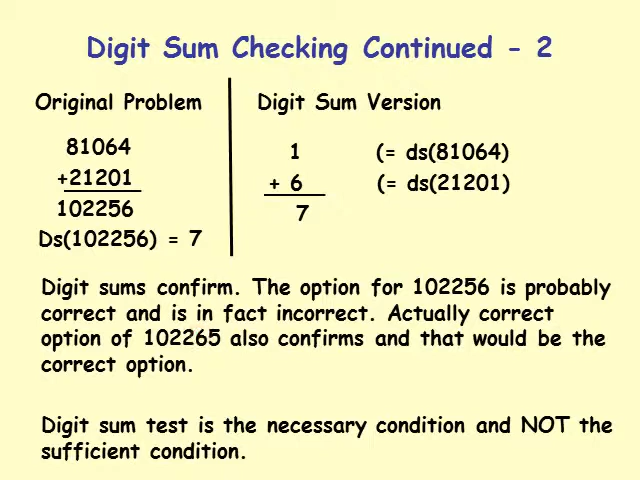 Digit Sum Checking Continued - 2
Original Problem
81064
+21201
102256
Ds(102256) = 7
Digit Sum Version
1 (= ds(81064)
+ 6 (= ds(21201)
7
Digit sums confirm. The option for 102256 is probably
correct and is in fact incorrect. Actually correct
option of 102265 also confirms and that would be the
correct option.
Digit sum test is the necessary condition and NOT the
sufficient condition.